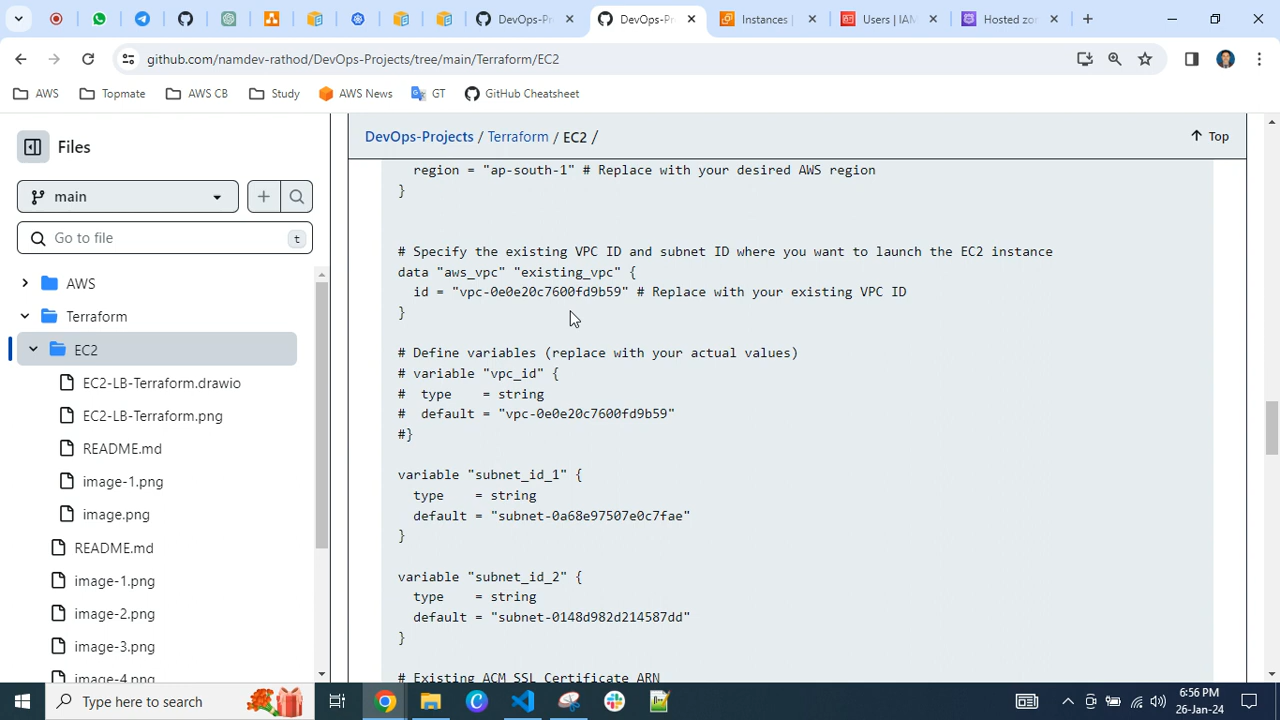 DevOps-Pr
DevOps-Pr
Instances |
Users | IAM
Hosted zo
github.com/namdev-rathod/DevOps-Projects/tree/main/Terraform/EC2
AWS
Topmate
AWS CB
Study
AWS News
GT
GitHub Cheatsheet
Files
main
Go to file
t
AWS
Terraform
EC2
EC2-LB-Terraform.drawio
EC2-LB-Terraform.png
README.md
image-1.png
image.png
README.md
image-1.png
image-2.png
image-3.png
image-4.png
DevOps-Projects / Terraform / EC2 /
Top
region = "ap-south-1" # Replace with your desired AWS region
}
# Specify the existing VPC ID and subnet ID where you want to launch the EC2 instance
data "aws_vpc" "existing_vpc" {
id = "vpc-0e0e20c7600fd9b59" # Replace with your existing VPC ID
}
# Define variables (replace with your actual values)
# variable "vpc_id" {
# type = string
# default = "vpc-0e0e20c7600fd9b59"
#}
variable "subnet_id_1" {
type = string
default = "subnet-0a68e97507e0c7fae"
}
variable "subnet_id_2" {
type = string
default = "subnet-0148d982d214587dd"
}
# Existing ACM SSL Certificate ARN
Type here to search
6:56 PM
26-Jan-24